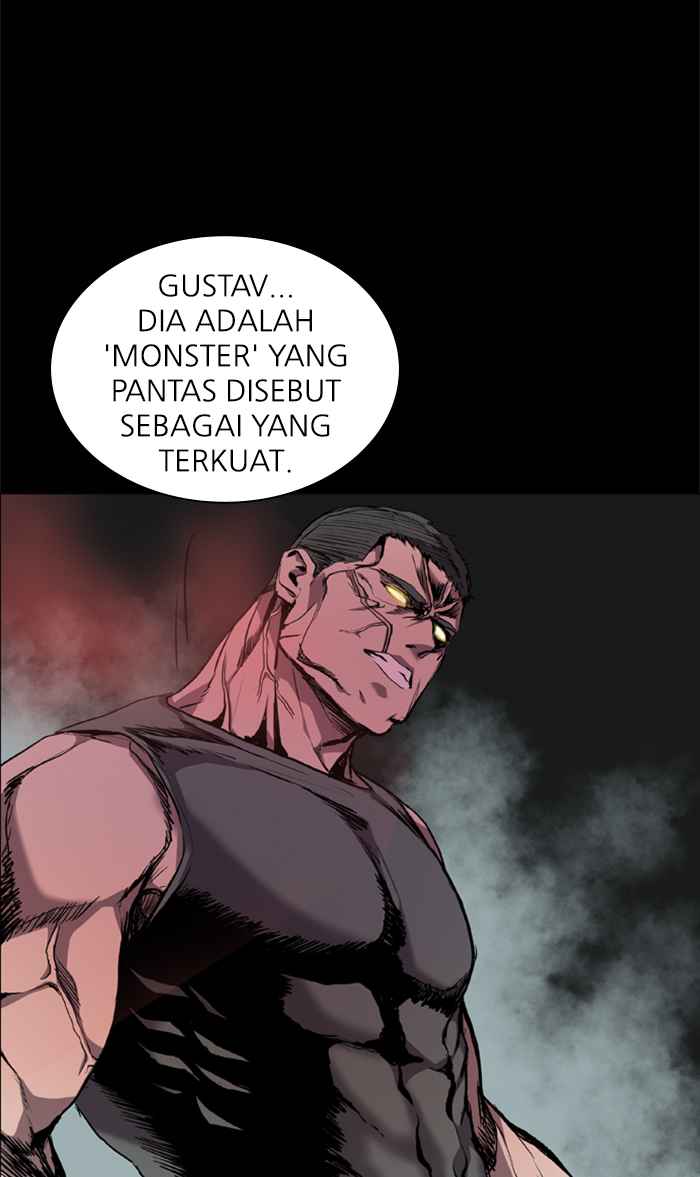 GUSTAV...
DIA ADALAH
'MONSTER' YANG
PANTAS DISEBUT
SEBAGAI YANG
TERKUAT.